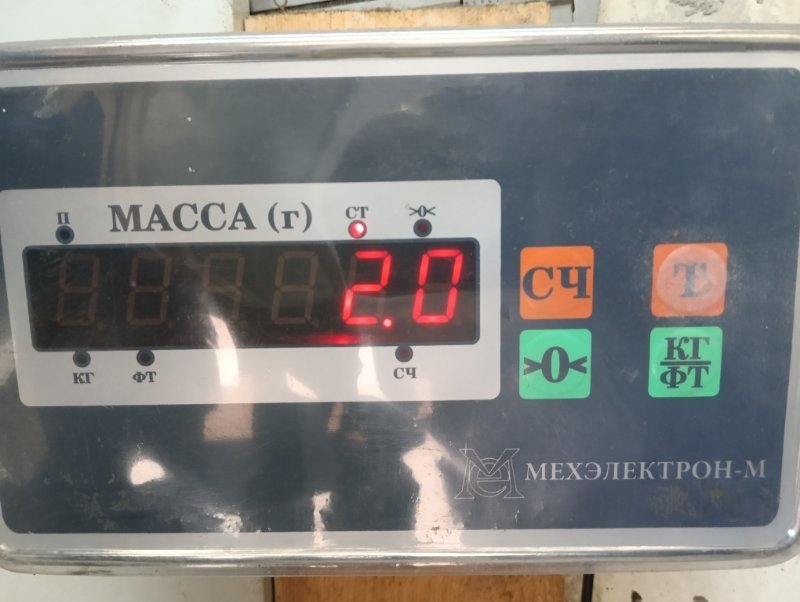 П МАССА (г) СТ >0<
2.0
КГ ФТ СЧ
СЧ Т
>0< КГ/ФТ
МЕХЭЛЕКТРОН-М